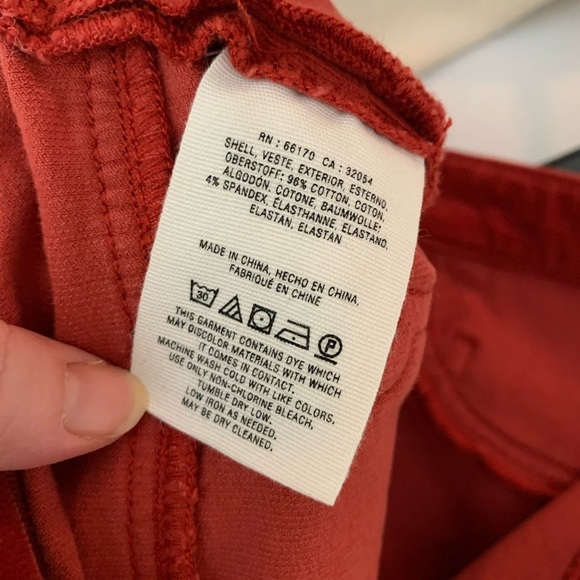 RN : 66170 CA : 32054
SHELL, VESTE, EXTERIOR, ESTERNO,
OBERSTOFF: 96% COTTON, COTON,
ALGODÓN, COTONE, BAUMWOLLE;
4% SPANDEX, ÉLASTHANNE, ELASTANO,
ELASTÁN, ELASTAN
MADE IN CHINA, HECHO EN CHINA,
FABRIQUÉ EN CHINE
30 P
THIS GARMENT CONTAINS DYE WHICH
MAY DISCOLOR MATERIALS WITH WHICH
IT COMES IN CONTACT.
MACHINE WASH COLD WITH LIKE COLORS.
USE ONLY NON-CHLORINE BLEACH.
TUMBLE DRY LOW.
LOW IRON AS NEEDED.
MAY BE DRY CLEANED.